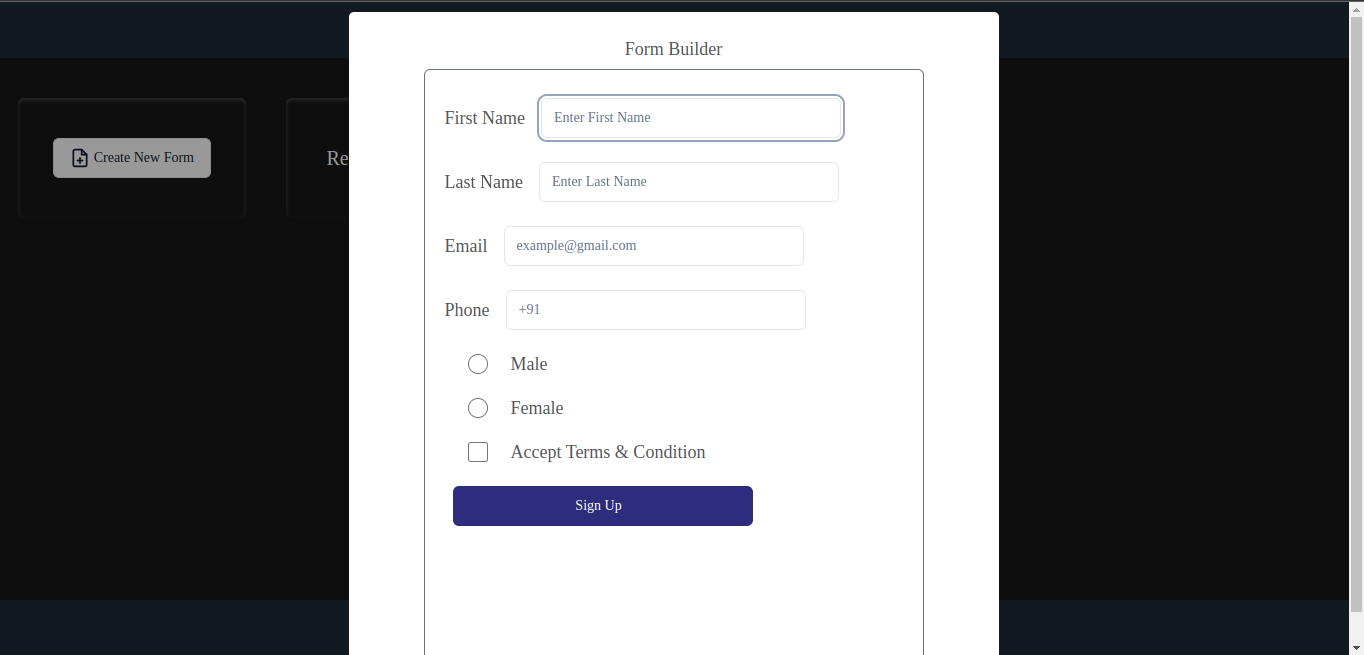 Form Builder
First Name
Enter First Name
Create New Form
Re
Last Name
Enter Last Name
Email
example@gmail.com
Phone
+91
Male
Female
Accept Terms & Condition
Sign Up